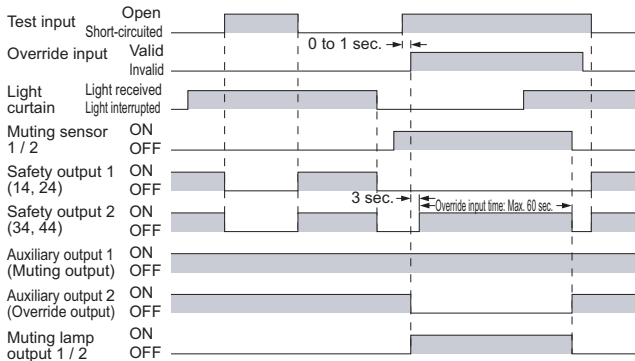 Test input Open
Short-circuited
0 to 1 sec.
Override input Valid
Invalid
Light curtain Light received
Light interrupted
Muting sensor 1 / 2 ON
OFF
Safety output 1 (14, 24) ON
OFF
3 sec.
Override input time: Max. 60 sec.
Safety output 2 (34, 44) ON
OFF
Auxiliary output 1 (Muting output) ON
OFF
Auxiliary output 2 (Override output) ON
OFF
Muting lamp output 1 / 2 ON
OFF